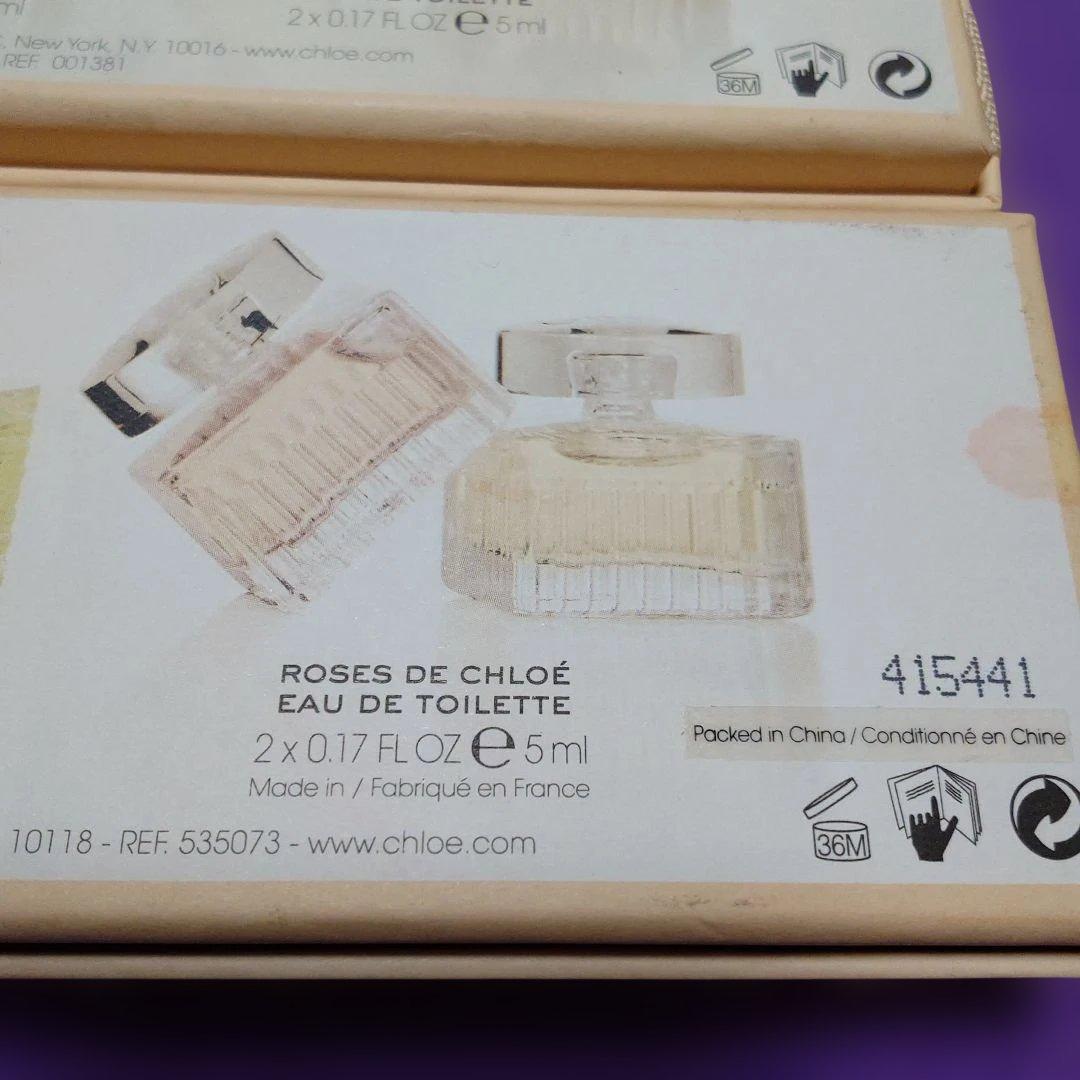 ml
2 x 0.17 FL OZ ℮ 5 ml
, New York, N.Y. 10016 - www.chloe.com
REF. 001381
36M
ROSES DE CHLOÉ
EAU DE TOILETTE
2 x 0.17 FL OZ ℮ 5 ml
Made in / Fabriqué en France
10118 - REF. 535073 - www.chloe.com
415441
Packed in China / Conditionné en Chine
36M